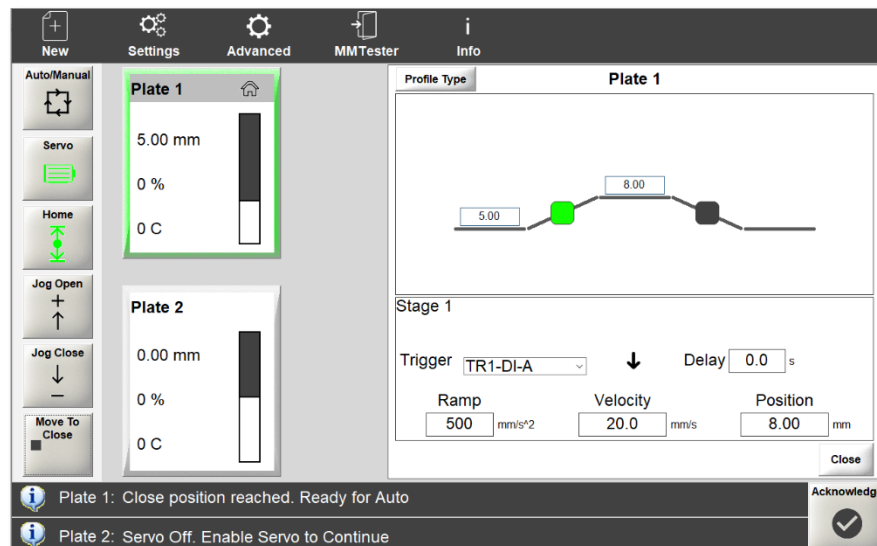 New Settings Advanced MMTester Info
Auto/Manual
Servo
Home
Jog Open
Jog Close
Move To
Close
Plate 1
5.00 mm
0 %
0 C
Plate 2
0.00 mm
0 %
0 C
Profile Type Plate 1
8.00
5.00
Stage 1
Trigger TR1-DI-A Delay 0.0 s
Ramp Velocity Position
500 mm/s^2 20.0 mm/s 8.00 mm
Close
Plate 1: Close position reached. Ready for Auto
Plate 2: Servo Off. Enable Servo to Continue
Acknowledg